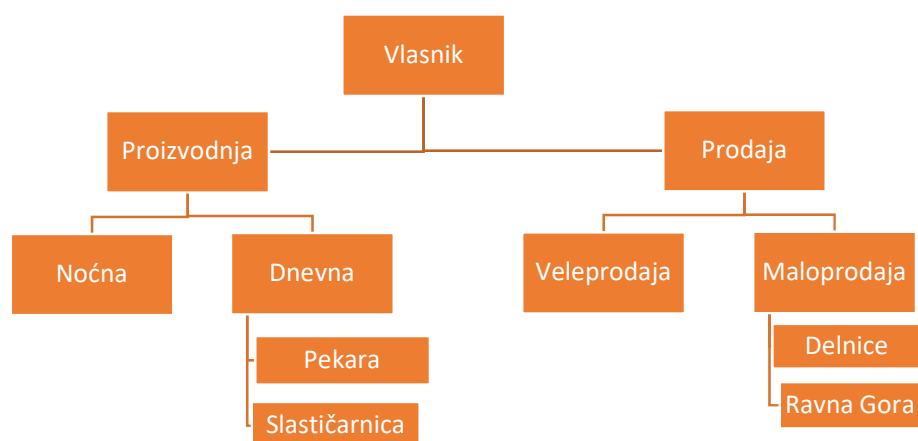 Vlasnik
Proizvodnja
Prodaja
Noćna
Dnevna
Veleprodaja
Maloprodaja
Pekara
Delnice
Slastičarnica
Ravna Gora